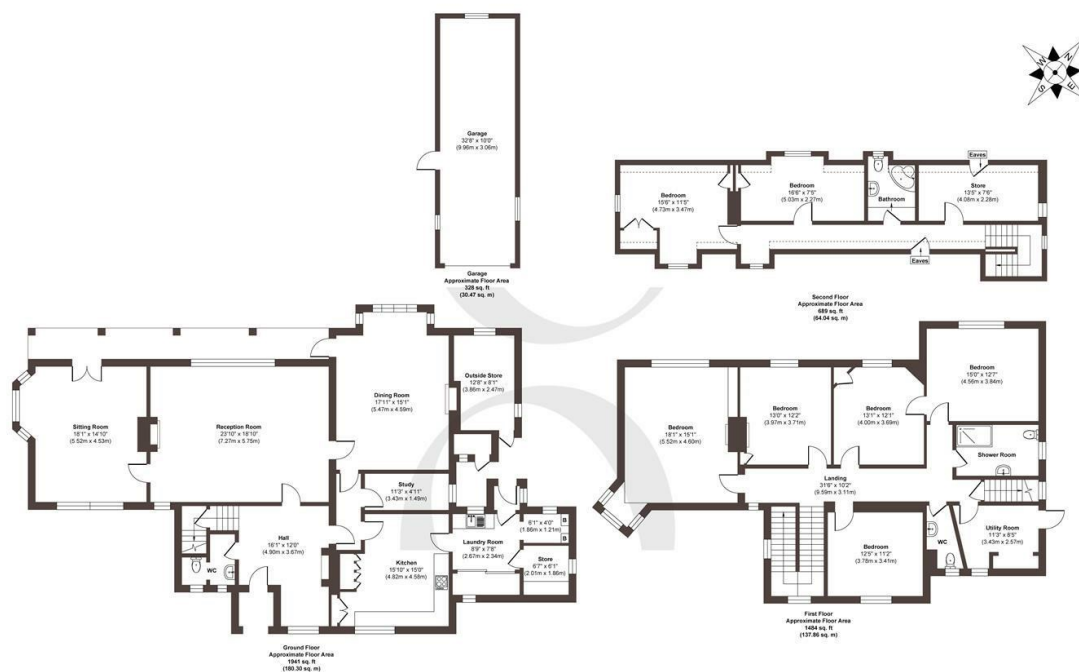 Garage
32'8" x 10'0"
(9.96m x 3.06m)
Garage
Approximate Floor Area
328 sq. ft
(30.47 sq. m)
N
E
S
W
Bedroom
15'6" x 11'5"
(4.73m x 3.47m)
Bedroom
16'6" x 7'5"
(5.03m x 2.27m)
Bathroom
Eaves
Store
13'5" x 7'6"
(4.08m x 2.28m)
Eaves
Second Floor
Approximate Floor Area
689 sq. ft
(64.04 sq. m)
Sitting Room
18'1" x 14'10"
(5.52m x 4.53m)
Reception Room
23'10" x 18'10"
(7.27m x 5.75m)
Dining Room
17'11" x 15'1"
(5.47m x 4.59m)
Outside Store
12'8" x 8'1"
(3.86m x 2.47m)
Study
11'3" x 4'11"
(3.43m x 1.49m)
Hall
16'1" x 12'0"
(4.90m x 3.67m)
WC
Kitchen
15'10" x 15'0"
(4.82m x 4.58m)
Laundry Room
8'9" x 7'8"
(2.67m x 2.34m)
6'1" x 4'0"
(1.86m x 1.21m)
B
B
Store
6'7" x 6'1"
(2.01m x 1.86m)
Ground Floor
Approximate Floor Area
1941 sq. ft
(180.30 sq. m)
Bedroom
18'1" x 15'1"
(5.52m x 4.60m)
Bedroom
13'0" x 12'2"
(3.97m x 3.71m)
Bedroom
13'1" x 12'1"
(4.00m x 3.69m)
Bedroom
15'0" x 12'7"
(4.56m x 3.84m)
Shower Room
Landing
31'6" x 10'2"
(9.59m x 3.11m)
Bedroom
12'5" x 11'2"
(3.78m x 3.41m)
WC
Utility Room
11'3" x 8'5"
(3.43m x 2.57m)
First Floor
Approximate Floor Area
1484 sq. ft
(137.86 sq. m)